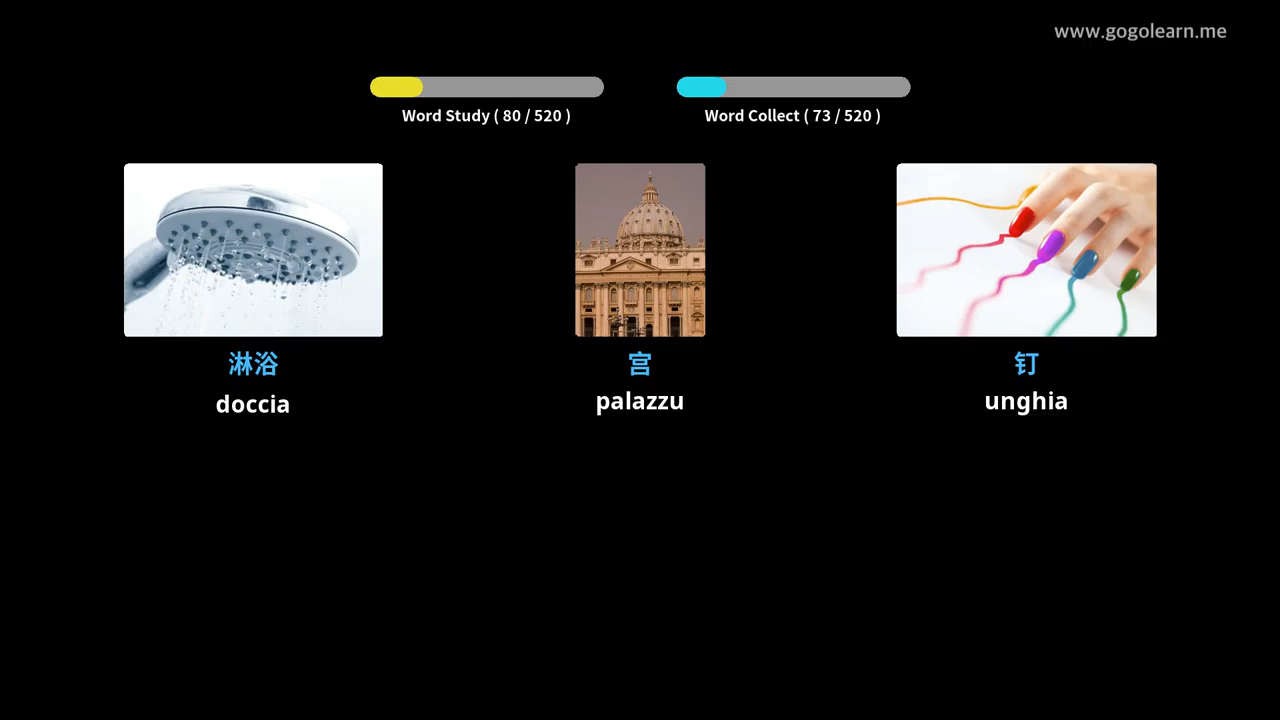 www.gogolearn.me
Word Study ( 80 / 520 )
Word Collect ( 73 / 520 )
淋浴
宫
钉
doccia
palazzu
unghia